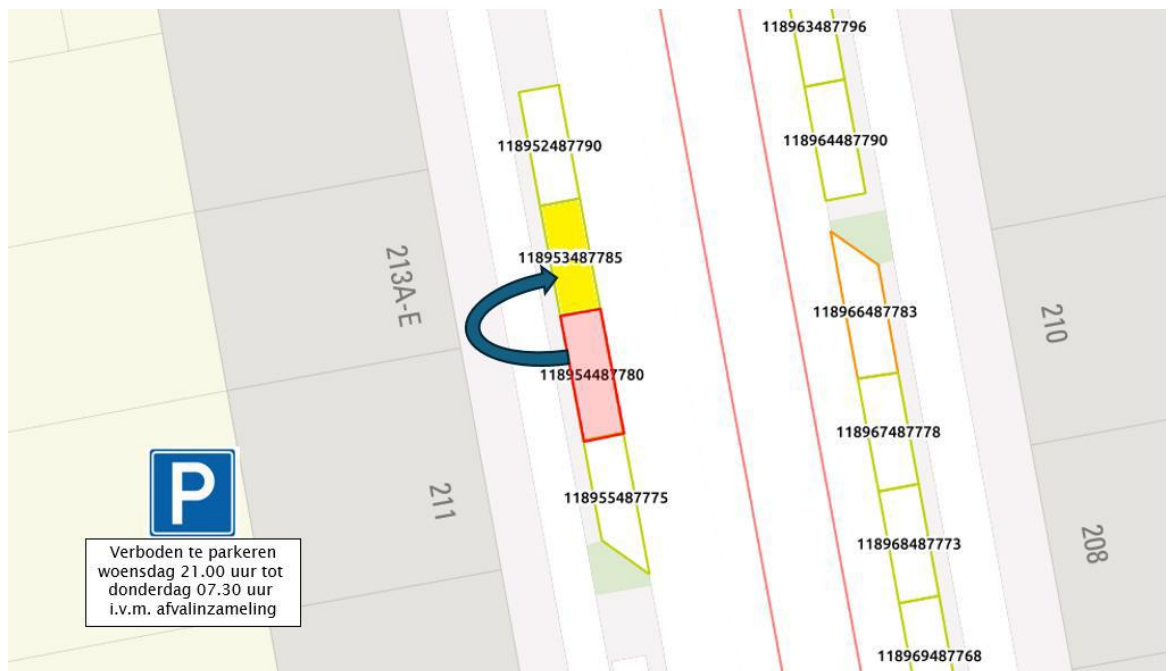 118963487796
118952487790
118964487790
213A-E
118953487785
118966487783
210
118954487780
118967487778
211
118955487775
P
118968487773
208
Verboden te parkeren
woensdag 21.00 uur tot
donderdag 07.30 uur
i.v.m. afvalinzameling
118969487768